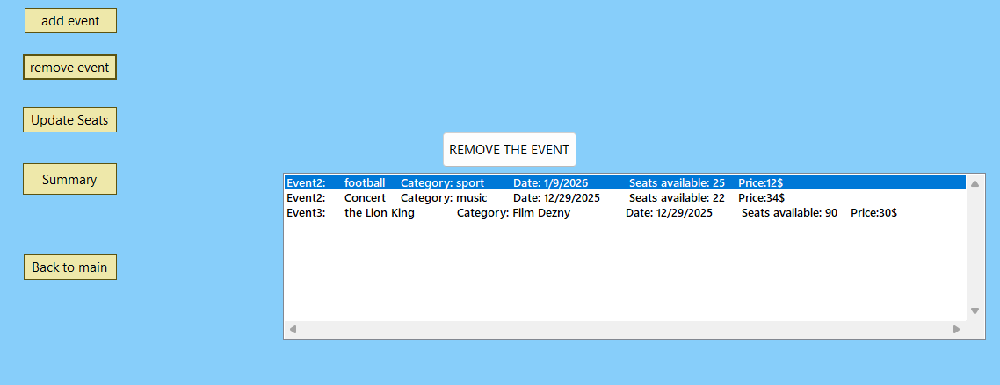 add event
remove event
Update Seats
Summary
Back to main
REMOVE THE EVENT
Event2: football Category: sport Date: 1/9/2026 Seats available: 25 Price:12$
Event2: Concert Category: music Date: 12/29/2025 Seats available: 22 Price:34$
Event3: the Lion King Category: Film Dezny Date: 12/29/2025 Seats available: 90 Price:30$